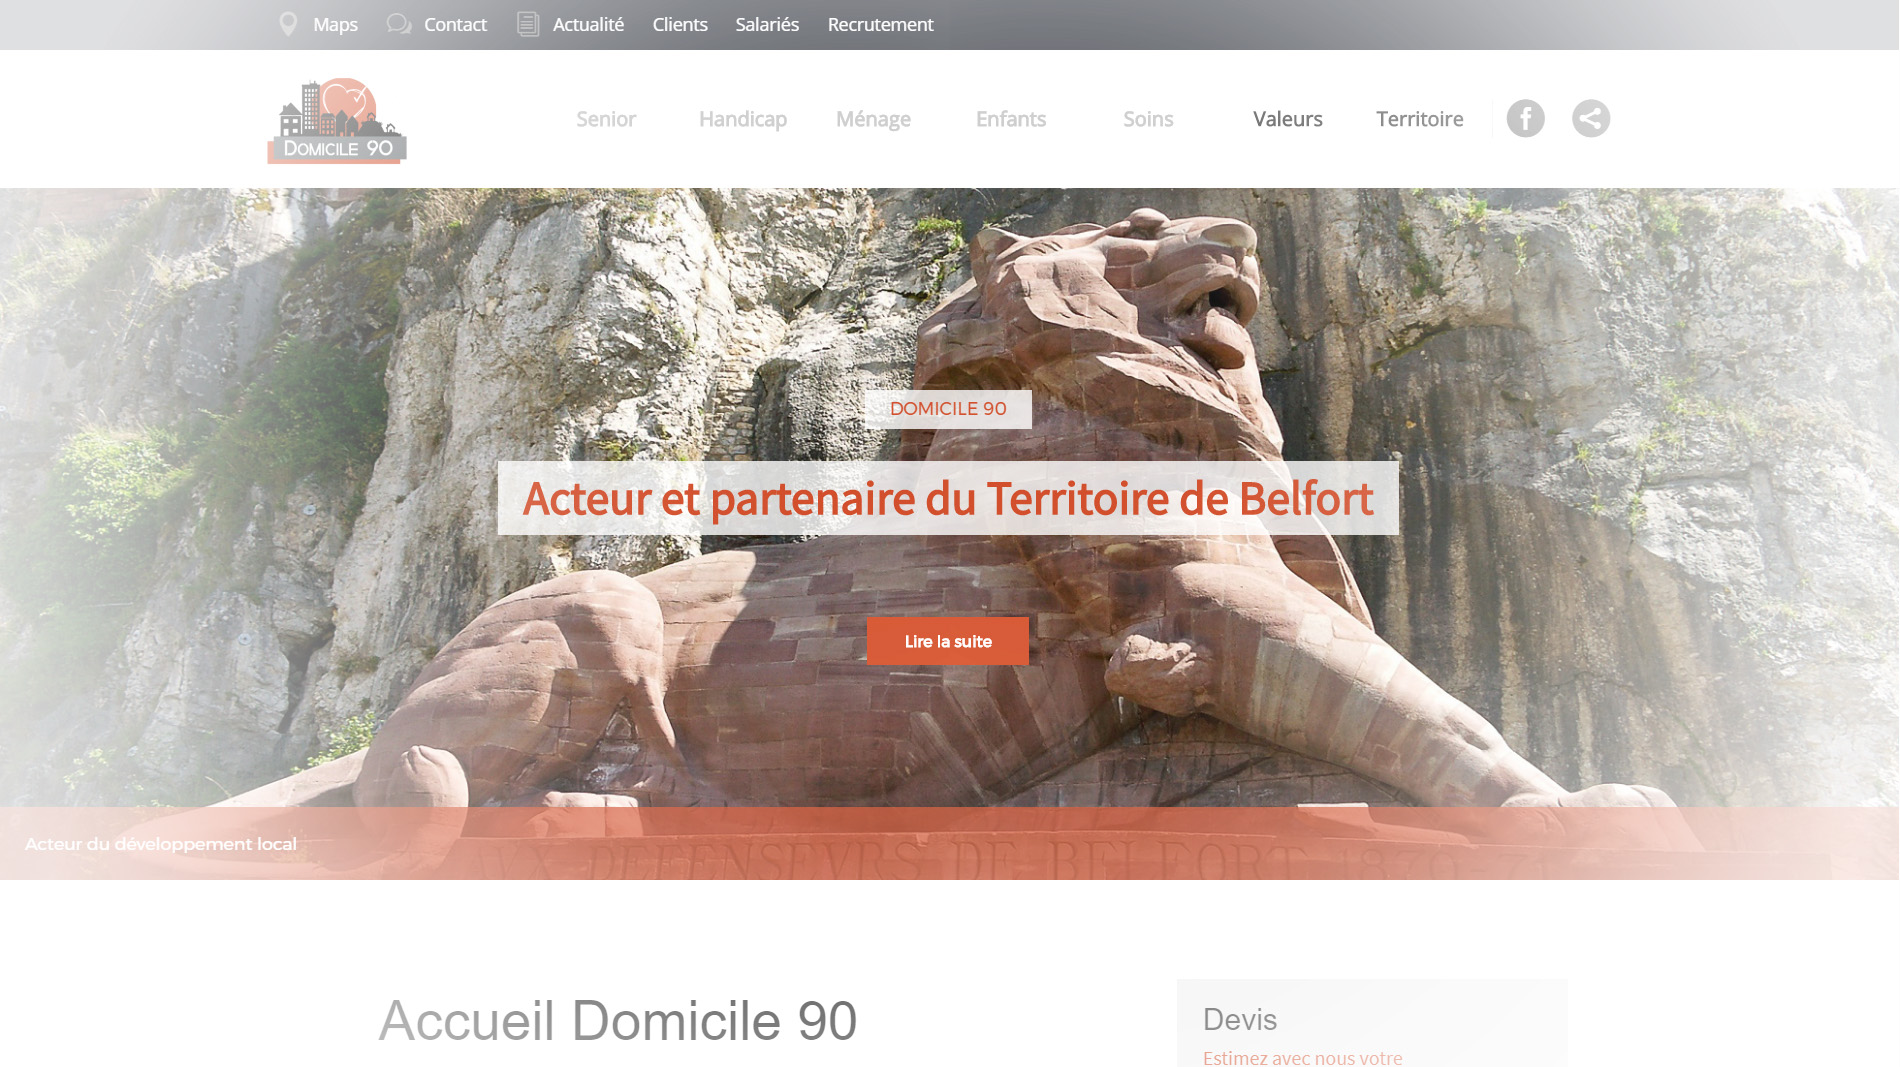 Maps Contact Actualité Clients Salariés Recrutement
DOMICILE 90
Senior Handicap Ménage Enfants Soins Valeurs Territoire
DOMICILE 90
Acteur et partenaire du Territoire de Belfort
Lire la suite
Acteur du développement local
AUX DEFENSEVRS DE BELFORT 1870-71
Accueil Domicile 90
Devis
Estimez avec nous votre